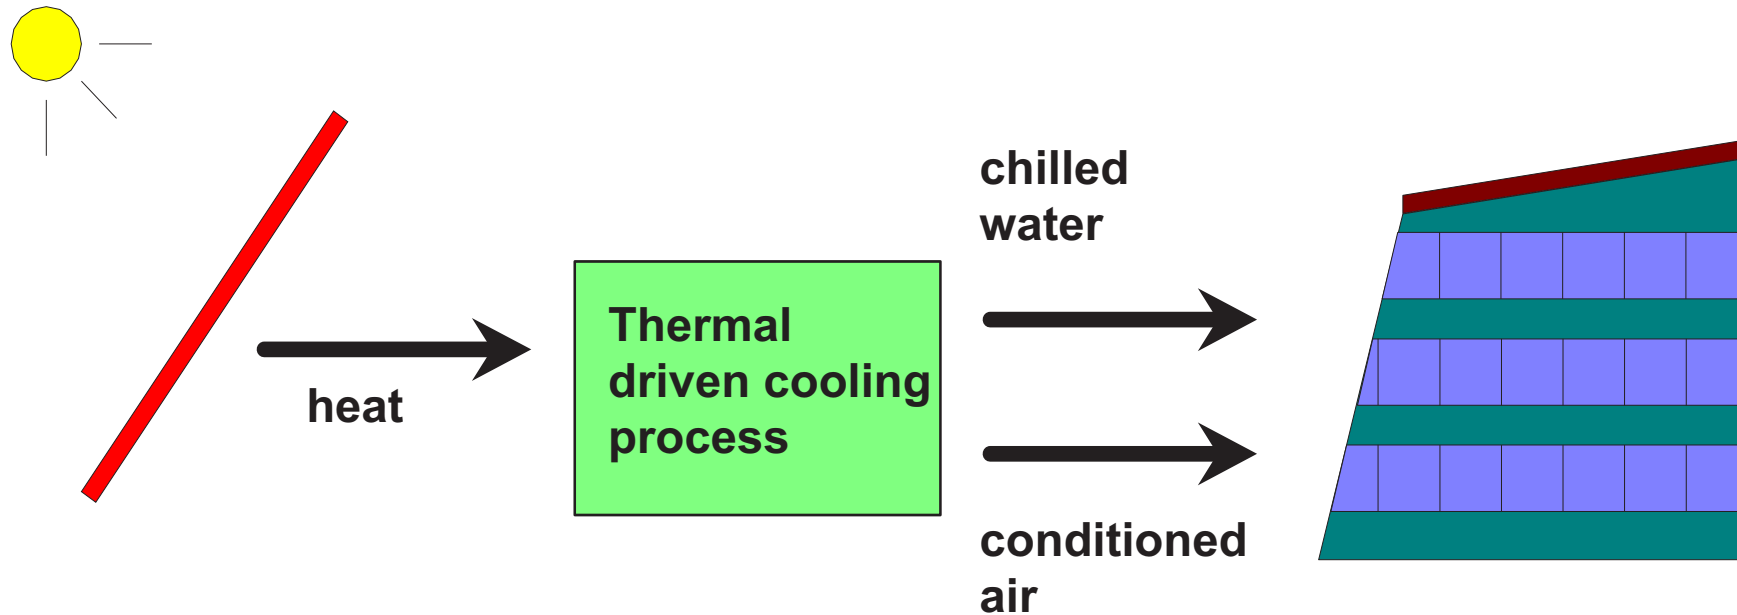 chilled
water
Thermal
driven cooling
process
heat
conditioned
air